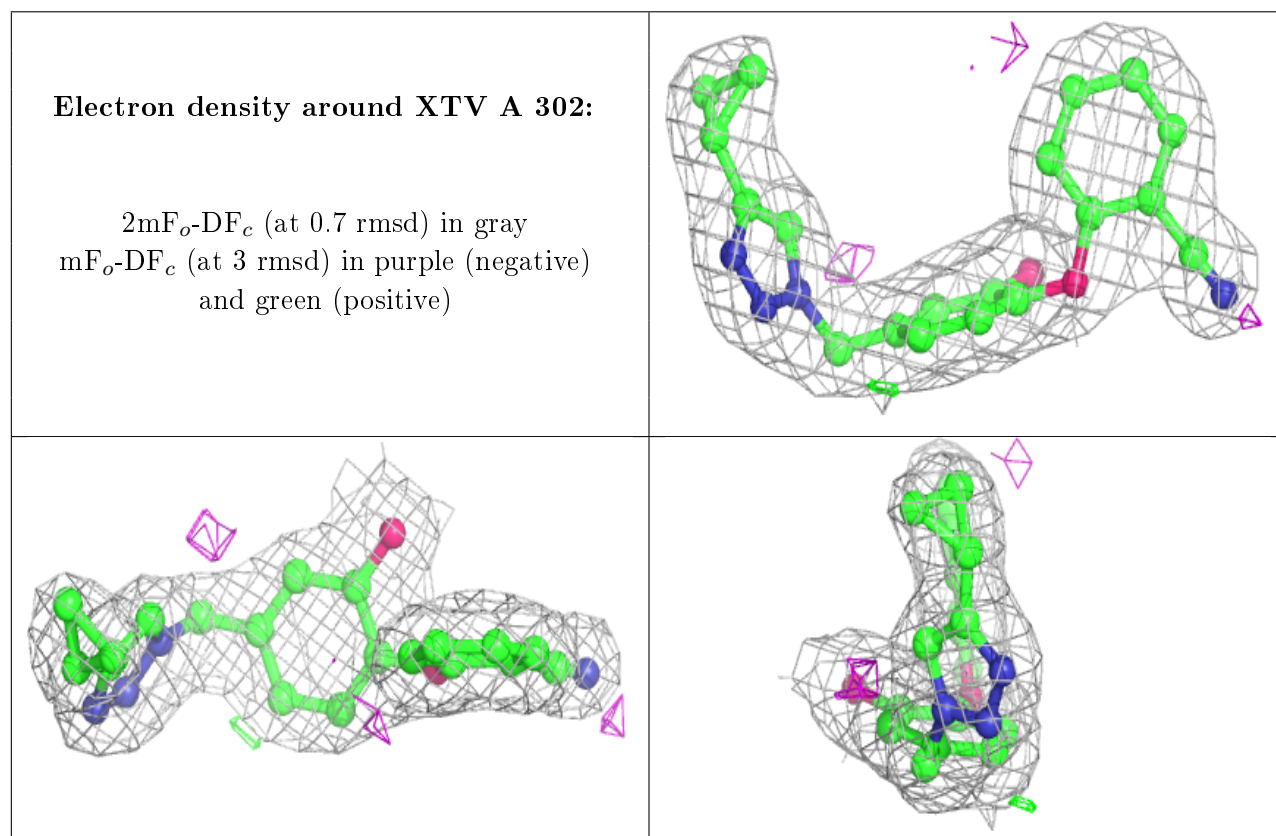 Electron density around XTV A 302:
2mFo-DFc (at 0.7 rmsd) in gray
mFo-DFc (at 3 rmsd) in purple (negative)
and green (positive)